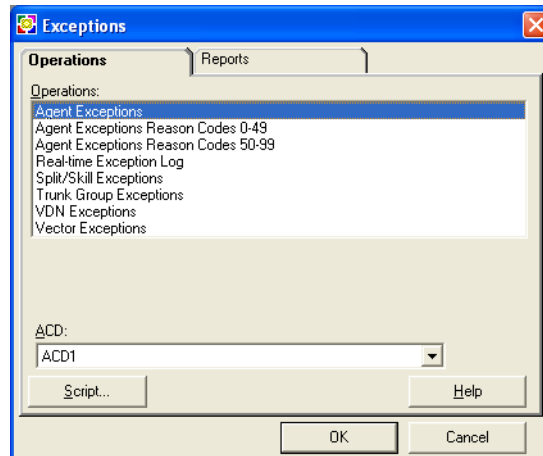 Exceptions
Operations Reports
Operations:
Agent Exceptions
Agent Exceptions Reason Codes 0-49
Agent Exceptions Reason Codes 50-99
Real-time Exception Log
Split/Skill Exceptions
Trunk Group Exceptions
VDN Exceptions
Vector Exceptions
ACD:
ACD1
Script... Help
OK Cancel